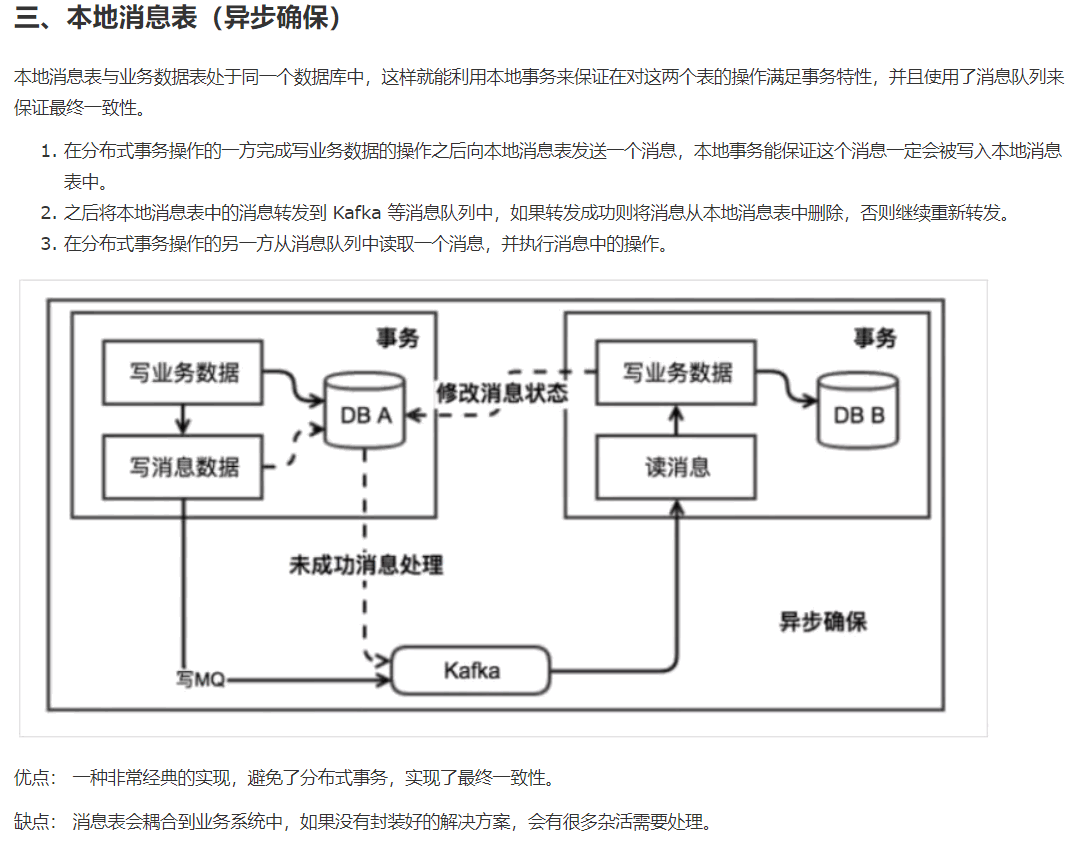 三、本地消息表（异步确保）
本地消息表与业务数据表处于同一个数据库中，这样就能利用本地事务来保证在对这两个表的操作满足事务特性，并且使用了消息队列来
保证最终一致性。
1. 在分布式事务操作的一方完成写业务数据的操作之后向本地消息表发送一个消息，本地事务能保证这个消息一定会被写入本地消息
表中。
2. 之后将本地消息表中的消息转发到 Kafka 等消息队列中，如果转发成功则将消息从本地消息表中删除，否则继续重新转发。
3. 在分布式事务操作的另一方从消息队列中读取一个消息，并执行消息中的操作。
事务
写业务数据
DB A
写消息数据
修改消息状态
事务
写业务数据
DB B
读消息
未成功消息处理
异步确保
写MQ
Kafka
优点： 一种非常经典的实现，避免了分布式事务，实现了最终一致性。
缺点： 消息表会耦合到业务系统中，如果没有封装好的解决方案，会有很多杂活需要处理。